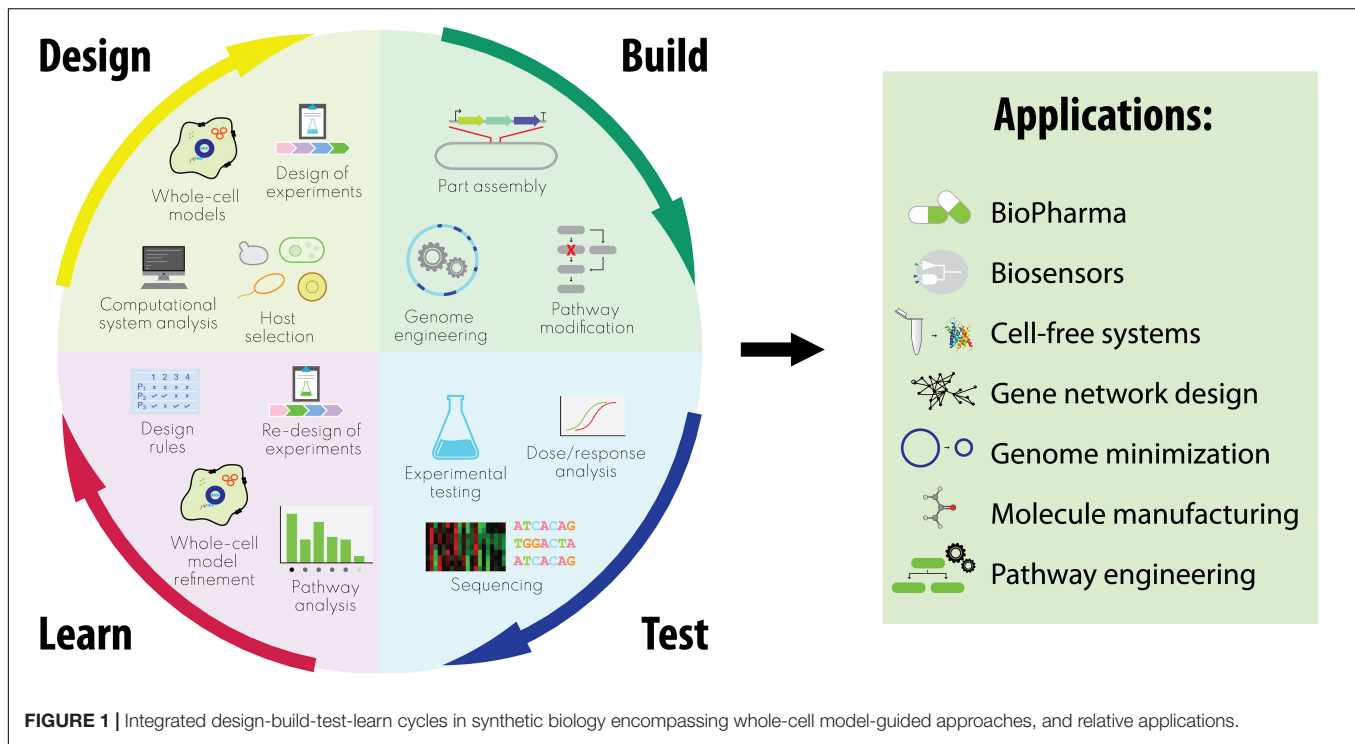 Design
Build
Whole-cell
models
Design of
experiments
Computational
system analysis
Host
selection
Part assembly
Genome
engineering
X
Pathway
modification
1 2 3 4
P1 x x x x
P2 ✓ ✓ x x
P3 ✓ x ✓ ✓
Design
rules
Re-design of
experiments
Whole-cell
model
refinement
Pathway
analysis
Experimental
testing
Dose/response
analysis
ATCACAG
TGGACTA
ATCACAG
Sequencing
Learn
Test
Applications:
BioPharma
Biosensors
Cell-free systems
Gene network design
Genome minimization
Molecule manufacturing
Pathway engineering
FIGURE 1 | Integrated design-build-test-learn cycles in synthetic biology encompassing whole-cell model-guided approaches, and relative applications.